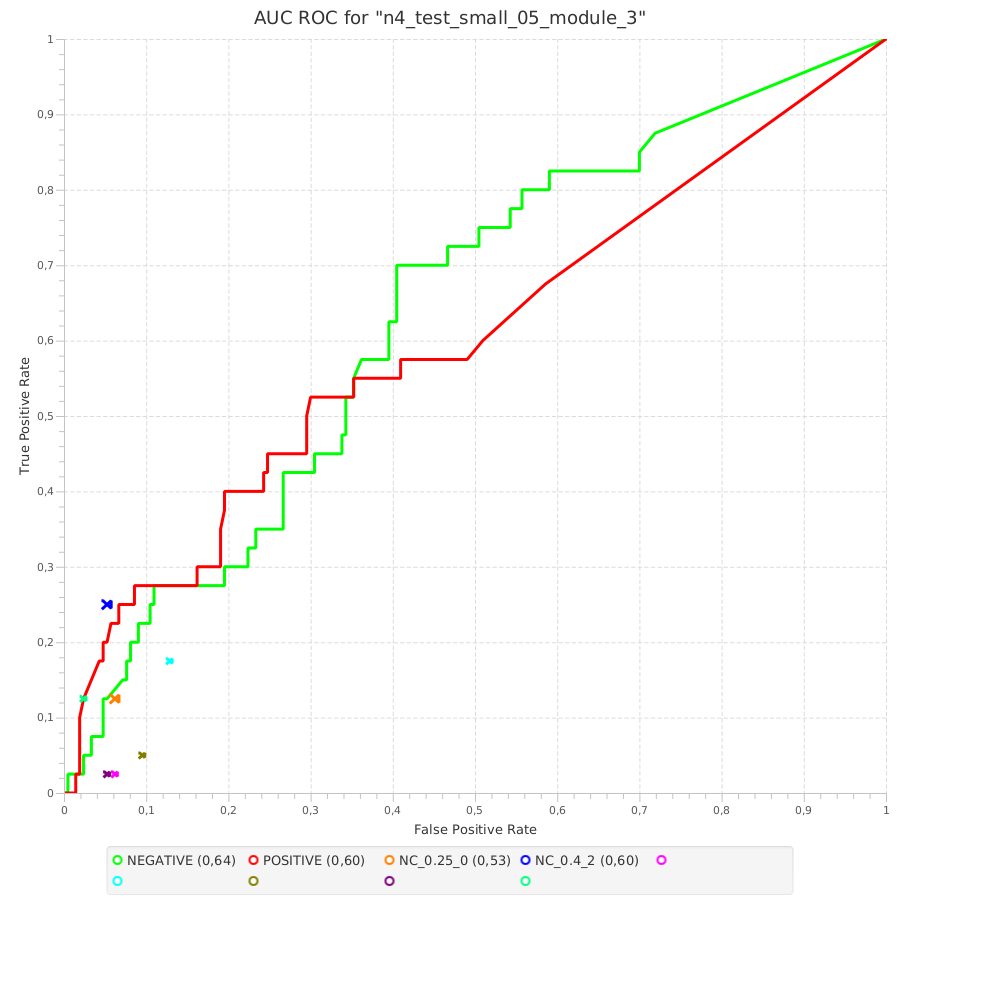 AUC ROC for "n4_test_small_05_module_3"
1
0,9
0,8
0,7
0,6
0,5
0,4
0,3
0,2
0,1
0
True Positive Rate
0 0,1 0,2 0,3 0,4 0,5 0,6 0,7 0,8 0,9 1
False Positive Rate
NEGATIVE (0,64) POSITIVE (0,60) NC_0.25_0 (0,53) NC_0.4_2 (0,60)